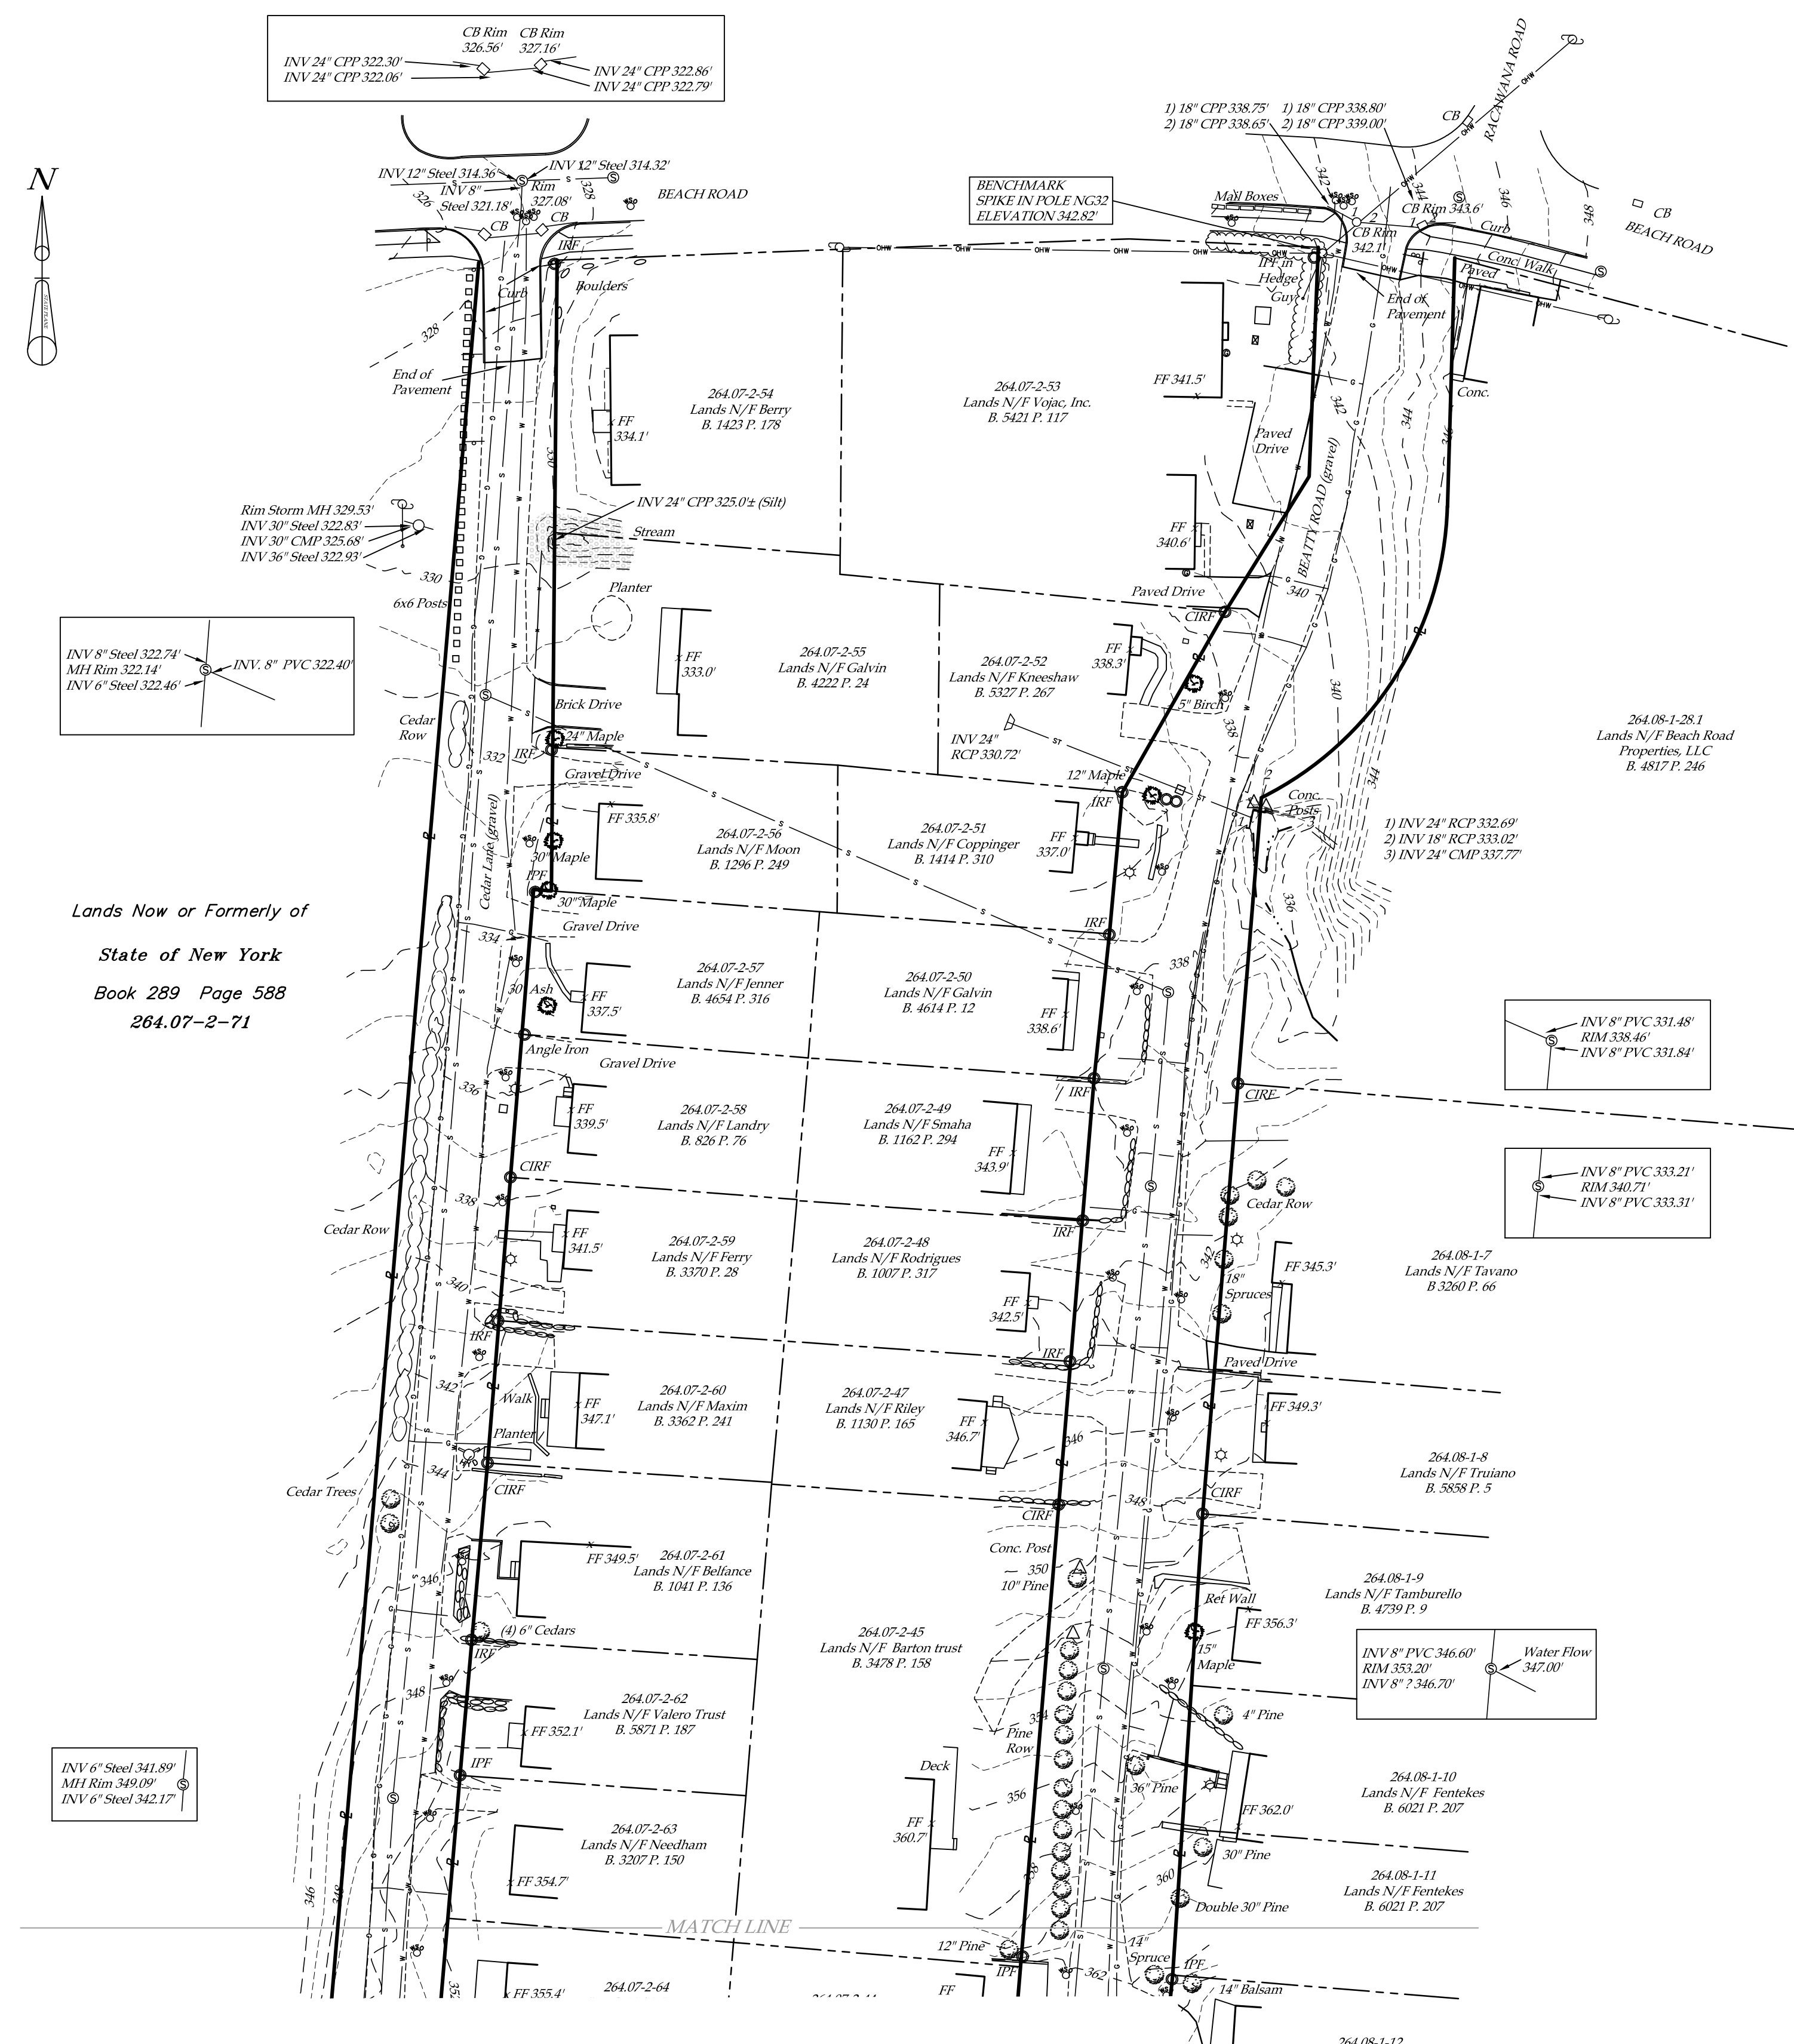 CB Rim
326.56'
CB Rim
327.16'
INV 24" CPP 322.30'
INV 24" CPP 322.06'
INV 24" CPP 322.86'
INV 24" CPP 322.79'
N
RACAWANA ROAD
OHW
1) 18" CPP 338.75'
2) 18" CPP 338.65'
1) 18" CPP 338.80'
2) 18" CPP 339.00'
CB
INV 12" Steel 314.36'
INV 12" Steel 314.32'
INV 8"
Steel 321.18'
Rim
327.08'
326
328
BEACH ROAD
CB
CB
IRF
BENCHMARK
SPIKE IN POLE NG32
ELEVATION 342.82'
Mail Boxes
342
344
346
348
CB Rim 343.6'
CB Rim
342.1'
Curb
CB
BEACH ROAD
Conc Walk
Paved
IPF in
Hedge
Guy
End of
Pavement
Conc.
Curb
Boulders
328
End of
Pavement
330
FF
334.1'
264.07-2-54
Lands N/F Berry
B. 1423 P. 178
264.07-2-53
Lands N/F Vojac, Inc.
B. 5421 P. 117
FF 341.5'
Paved
Drive
342
344
346
BEATTY ROAD (gravel)
Rim Storm MH 329.53'
INV 30" Steel 322.83'
INV 30" CMP 325.68'
INV 36" Steel 322.93'
INV 24" CPP 325.0'± (Silt)
Stream
FF
340.6'
330
6x6 Posts
Planter
Paved Drive
CIRF
340
INV 8" Steel 322.74'
MH Rim 322.14'
INV 6" Steel 322.46'
INV. 8" PVC 322.40'
FF
333.0'
264.07-2-55
Lands N/F Galvin
B. 4222 P. 24
264.07-2-52
Lands N/F Kneeshaw
B. 5327 P. 267
FF
338.3'
5" Birch
338
340
Cedar
Row
Brick Drive
24" Maple
332
IRF
Gravel Drive
INV 24"
RCP 330.72'
12" Maple
IRF
264.08-1-28.1
Lands N/F Beach Road
Properties, LLC
B. 4817 P. 246
344
Conc.
Posts
1) INV 24" RCP 332.69'
2) INV 18" RCP 333.02'
3) INV 24" CMP 337.77'
Cedar Lane (gravel)
FF 335.8'
30" Maple
IPF
30" Maple
264.07-2-56
Lands N/F Moon
B. 1296 P. 249
264.07-2-51
Lands N/F Coppinger
B. 1414 P. 310
FF
337.0'
336
Lands Now or Formerly of
State of New York
Book 289 Page 588
264.07-2-71
334
Gravel Drive
IRF
338
30" Ash
FF
337.5'
264.07-2-57
Lands N/F Jenner
B. 4654 P. 316
264.07-2-50
Lands N/F Galvin
B. 4614 P. 12
FF
338.6'
Angle Iron
Gravel Drive
INV 8" PVC 331.48'
RIM 338.46'
INV 8" PVC 331.84'
IRF
336
FF
339.5'
264.07-2-58
Lands N/F Landry
B. 826 P. 76
264.07-2-49
Lands N/F Smaha
B. 1162 P. 294
FF
343.9'
INV 8" PVC 333.21'
RIM 340.71'
INV 8" PVC 333.31'
CIRF
338
Cedar Row
Cedar Row
IRF
FF
341.5'
264.07-2-59
Lands N/F Ferry
B. 3370 P. 28
264.07-2-48
Lands N/F Rodrigues
B. 1007 P. 317
342
FF 345.3'
264.08-1-7
Lands N/F Tavano
B 3260 P. 66
18"
Spruces
340
FF
342.5'
IRF
IRF
Paved Drive
342
Walk
FF
347.1'
264.07-2-60
Lands N/F Maxim
B. 3362 P. 241
264.07-2-47
Lands N/F Riley
B. 1130 P. 165
FF
346.7'
346
FF 349.3'
264.08-1-8
Lands N/F Truiano
B. 5858 P. 5
Planter
344
Cedar Trees
CIRF
CIRF
348
CIRF
Conc. Post
350
10" Pine
346
FF 349.5'
264.07-2-61
Lands N/F Belfance
B. 1041 P. 136
264.08-1-9
Lands N/F Tamburello
B. 4739 P. 9
Ret Wall
FF 356.3'
(4) 6" Cedars
IRF
264.07-2-45
Lands N/F Barton trust
B. 3478 P. 158
15"
Maple
INV 8" PVC 346.60'
RIM 353.20'
INV 8" ? 346.70'
Water Flow
347.00'
348
264.07-2-62
Lands N/F Valero Trust
B. 5871 P. 187
FF 352.1'
354
Pine
Row
4" Pine
INV 6" Steel 341.89'
MH Rim 349.09'
INV 6" Steel 342.17'
IPF
Deck
36" Pine
356
264.08-1-10
Lands N/F Fentekes
B. 6021 P. 207
FF 362.0'
264.07-2-63
Lands N/F Needham
B. 3207 P. 150
FF
360.7'
30" Pine
FF 354.7'
346
348
358
360
264.08-1-11
Lands N/F Fentekes
B. 6021 P. 207
Double 30" Pine
MATCH LINE
12" Pine
14"
Spruce
IPF
362
IPF
14" Balsam
FF 355.4'
264.07-2-64
FF
264.08-1-12